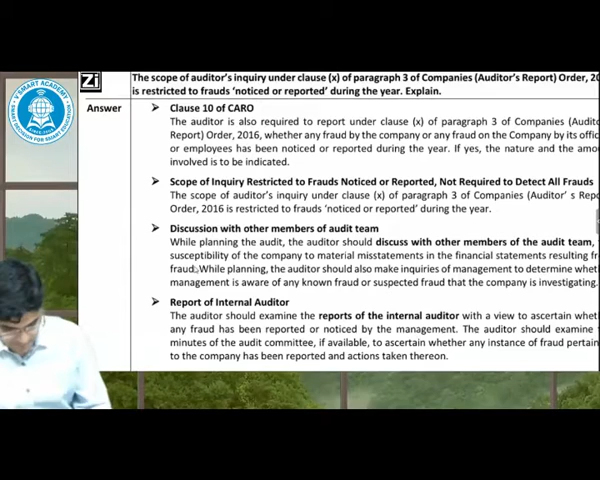 V SMART ACADEMY
SMART DECISION FOR SMART EDUCATION
Zi
The scope of auditor's inquiry under clause (x) of paragraph 3 of Companies (Auditor's Report) Order,
is restricted to frauds 'noticed or reported' during the year. Explain.
Answer
➤ Clause 10 of CARO
The auditor is also required to report under clause (x) of paragraph 3 of Companies
Report) Order, 2016, whether any fraud by the company or any fraud on the Company by its
or employees has been noticed or reported during the year. If yes, the nature and the
involved is to be indicated.
➤ Scope of Inquiry Restricted to Frauds Noticed or Reported, Not Required to Detect All Frauds
The scope of auditor's inquiry under clause (x) of paragraph 3 of Companies (Auditor' s
Order, 2016 is restricted to frauds 'noticed or reported' during the year.
➤ Discussion with other members of audit team
While planning the audit, the auditor should discuss with other members of the audit team,
susceptibility of the company to material misstatements in the financial statements resulting
fraud. While planning, the auditor should also make inquiries of management to determine
management is aware of any known fraud or suspected fraud that the company is investigating.
➤ Report of Internal Auditor
The auditor should examine the reports of the internal auditor with a view to ascertain
any fraud has been reported or noticed by the management. The auditor should examine
minutes of the audit committee, if available, to ascertain whether any instance of fraud
to the company has been reported and actions taken thereon.